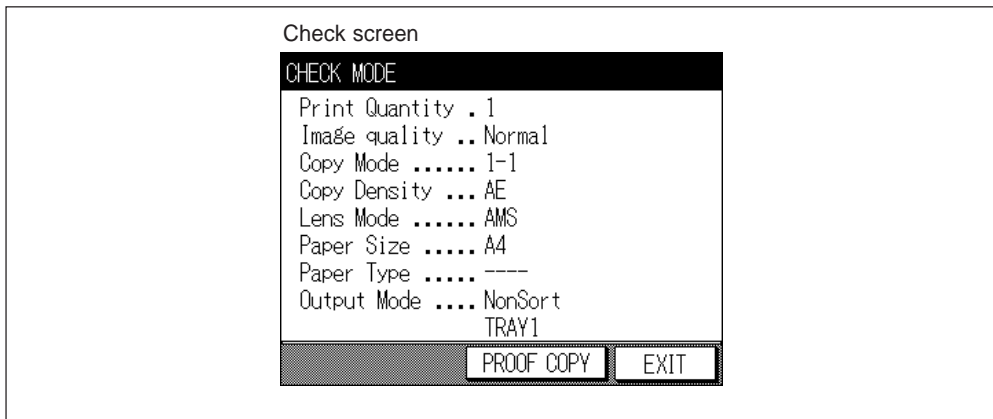 Check screen
CHECK MODE
Print Quantity . 1
Image quality .. Normal
Copy Mode ...... 1-1
Copy Density ... AE
Lens Mode ...... AMS
Paper Size ..... A4
Paper Type ..... ----
Output Mode .... NonSort
TRAY1
PROOF COPY EXIT